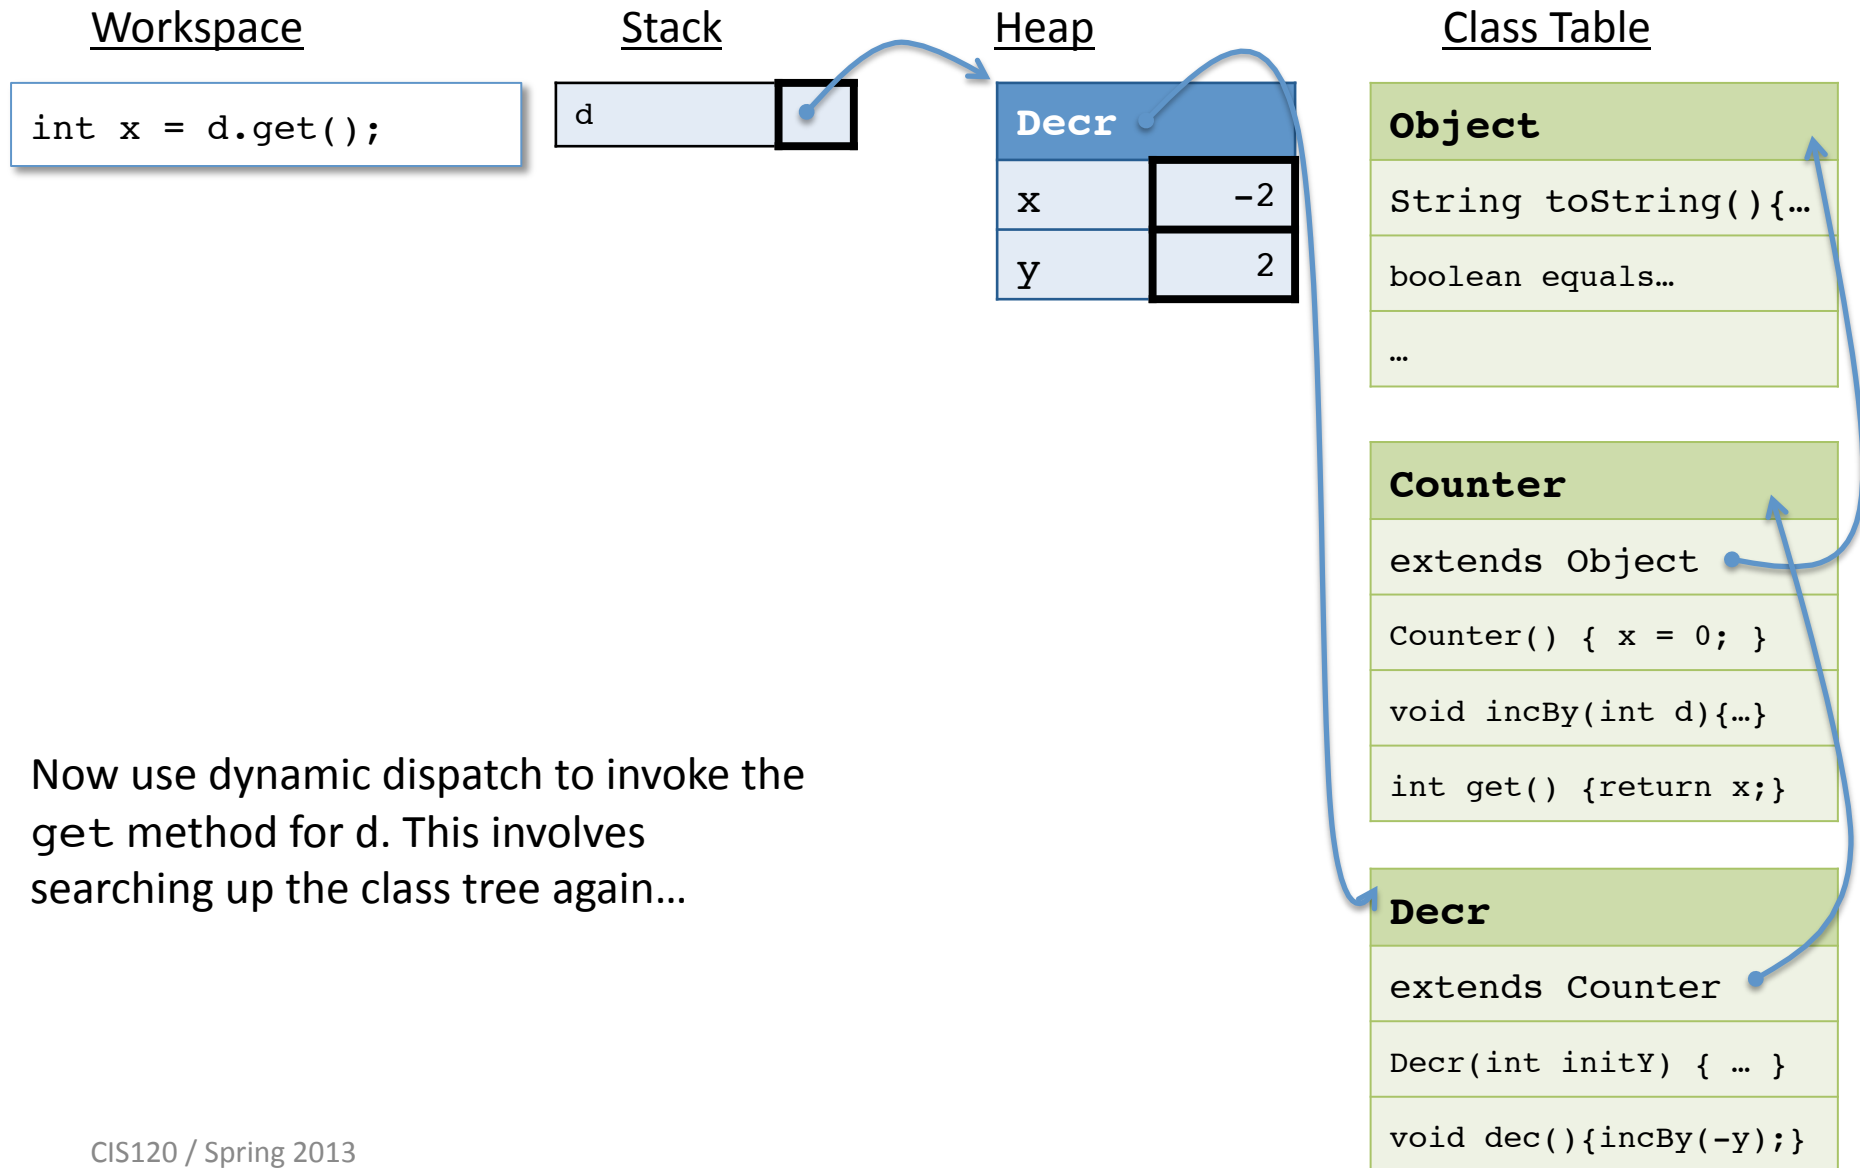 Workspace
Stack
Heap
Class Table
int x = d.get();
d
Decr
x -2
y 2
Object
String toString(){…
boolean equals…
…
Counter
extends Object
Counter() { x = 0; }
void incBy(int d){…}
int get() {return x;}
Decr
extends Counter
Decr(int initY) { … }
void dec(){incBy(-y);}
Now use dynamic dispatch to invoke the
get method for d. This involves
searching up the class tree again…
CIS120 / Spring 2013